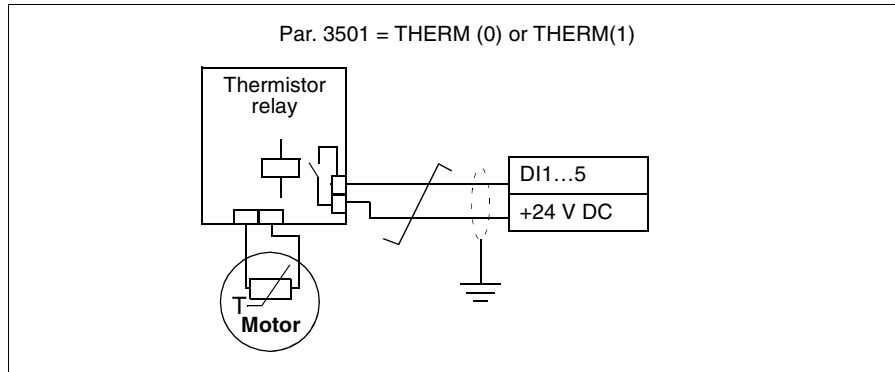 Par. 3501 = THERM (0) or THERM(1)
Thermistor
relay
DI1…5
+24 V DC
T
Motor